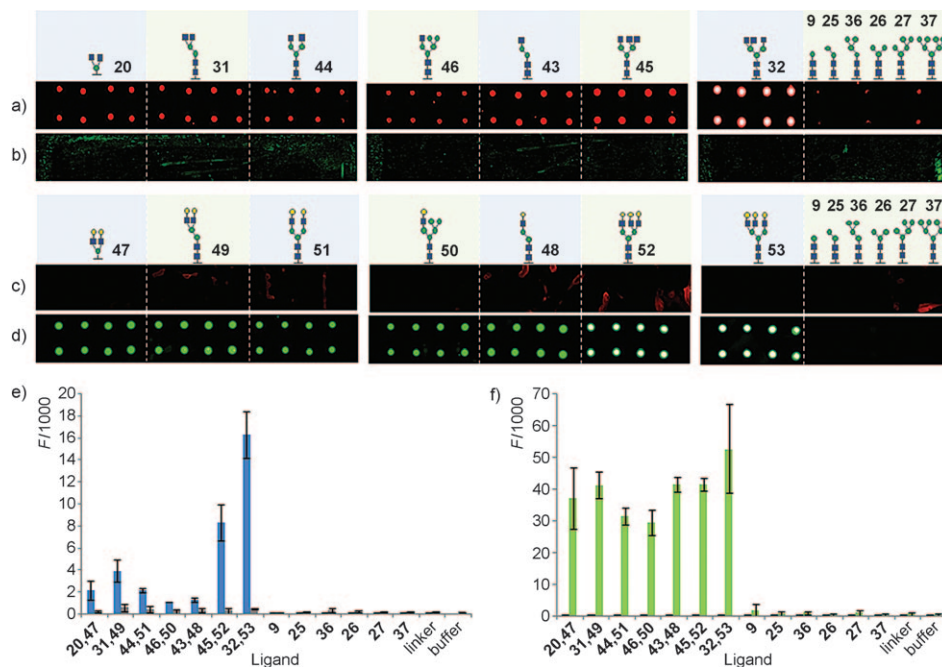 20 31 44 46 43 45 32 9 25 36 26 27 37
a)
b)
47 49 51 50 48 52 53 9 25 36 26 27 37
c)
d)
e)
F/1000
20
18
16
14
12
10
8
6
4
2
0
20,47 31,49 44,51 46,50 43,48 45,52 32,53 9 25 36 26 27 37 linker buffer
Ligand
f)
F/1000
70
60
50
40
30
20
10
0
20,47 31,49 44,51 46,50 43,48 45,52 32,53 9 25 36 26 27 37 linker buffer
Ligand